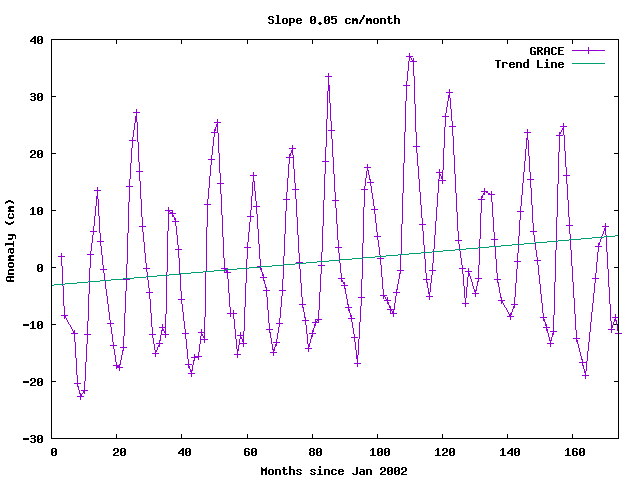 Slope 0.05 cm/month
GRACE
Trend Line
40
30
20
10
0
-10
-20
-30
Anomaly (cm)
0 20 40 60 80 100 120 140 160
Months since Jan 2002